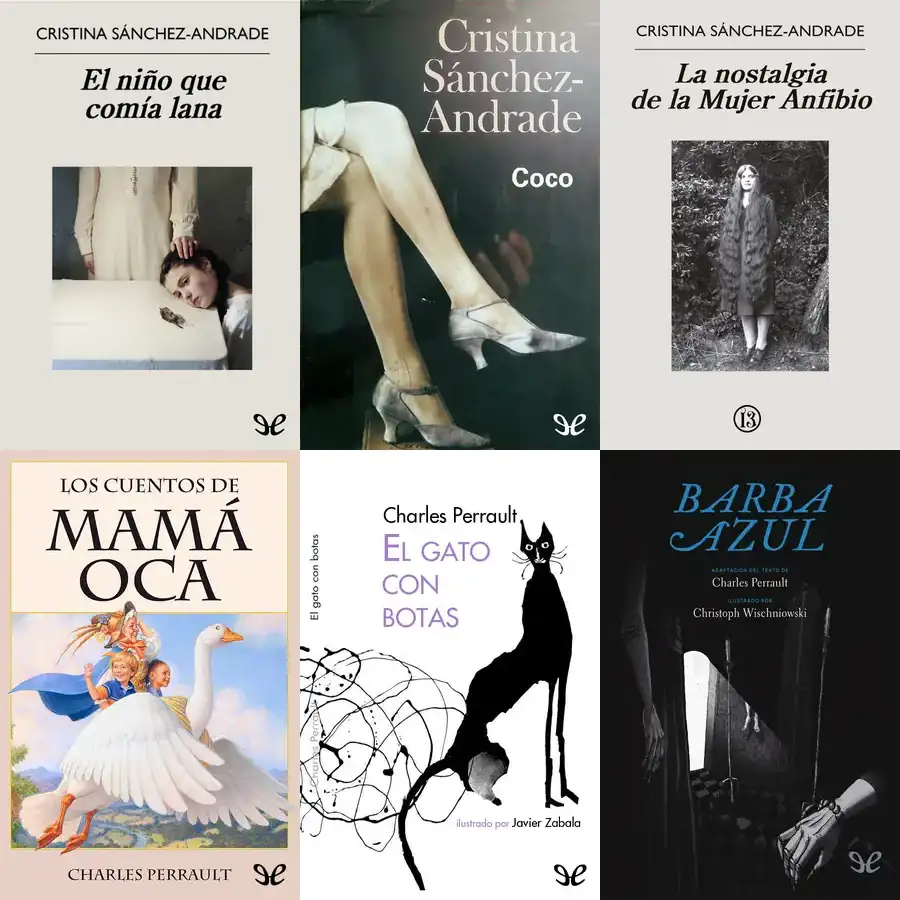 CRISTINA SÁNCHEZ-ANDRADE
El niño que
comía lana
Cristina
Sánchez-
Andrade
Coco
CRISTINA SÁNCHEZ-ANDRADE
La nostalgia
de la Mujer Anfibio
13
LOS CUENTOS DE
MAMÁ
OCA
CHARLES PERRAULT
Charles Perrault
EL GATO
CON
BOTAS
El gato con botas
Charles Perrault
ilustrado por Javier Zabala
BARBA
AZUL
ADAPTACIÓN DEL TEXTO DE
Charles Perrault
ILUSTRADO POR
Christoph Wischniowski